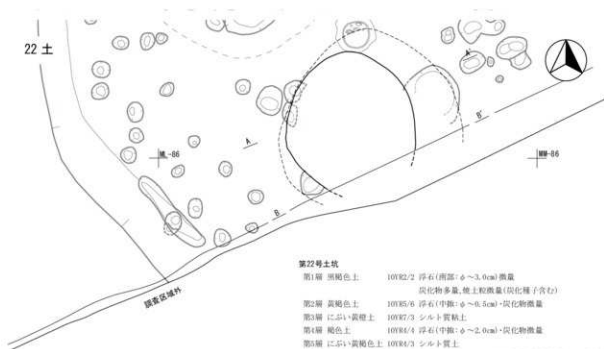 22 土
A'
B'
A
ML-86
MM-86
B
調査区域外
第22号土坑
第1層 黒褐色土 10YR2/2 浮石(南部:φ～3.0cm)微量
炭化物多量,焼土粒微量(炭化種子含む)
第2層 黄褐色土 10YR5/6 浮石(中掫:φ～0.5cm)・炭化物微量
第3層 にぶい黄橙土 10YR7/3 シルト質粘土
第4層 褐色土 10YR4/4 浮石(中掫:φ～2.0cm)・炭化物微量
第5層 にぶい黄褐色土 10YR4/3 シルト質土